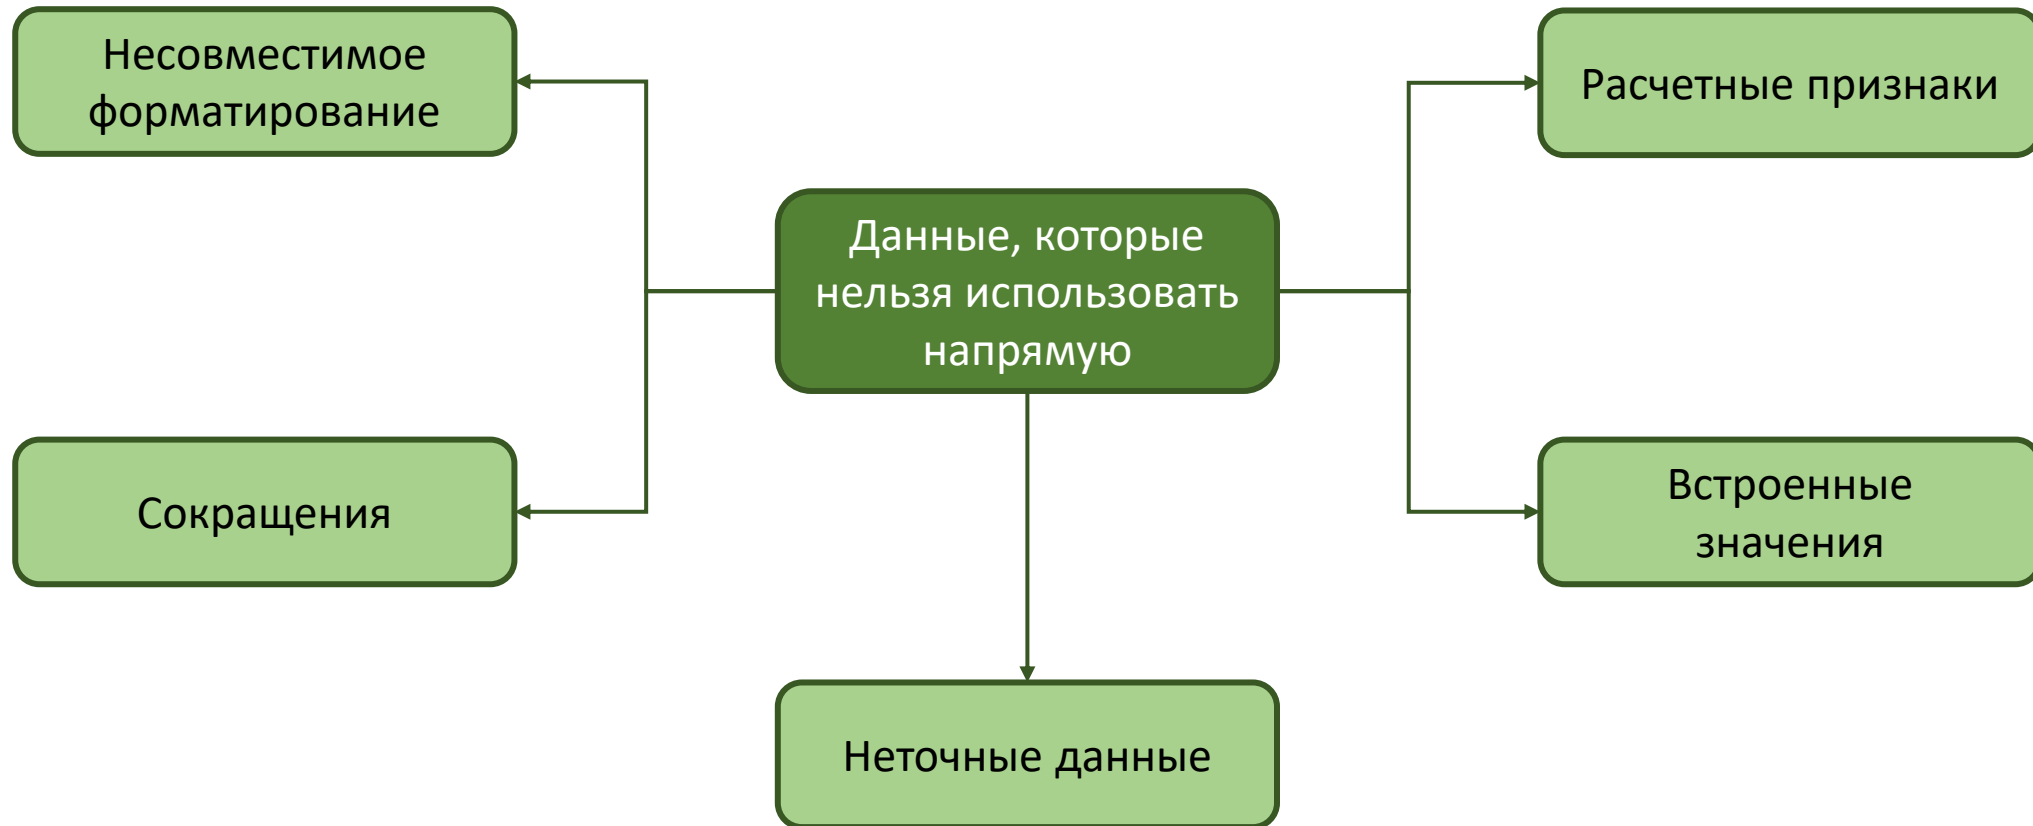 Несовместимое
форматирование
Расчетные признаки
Данные, которые
нельзя использовать
напрямую
Сокращения
Встроенные
значения
Неточные данные